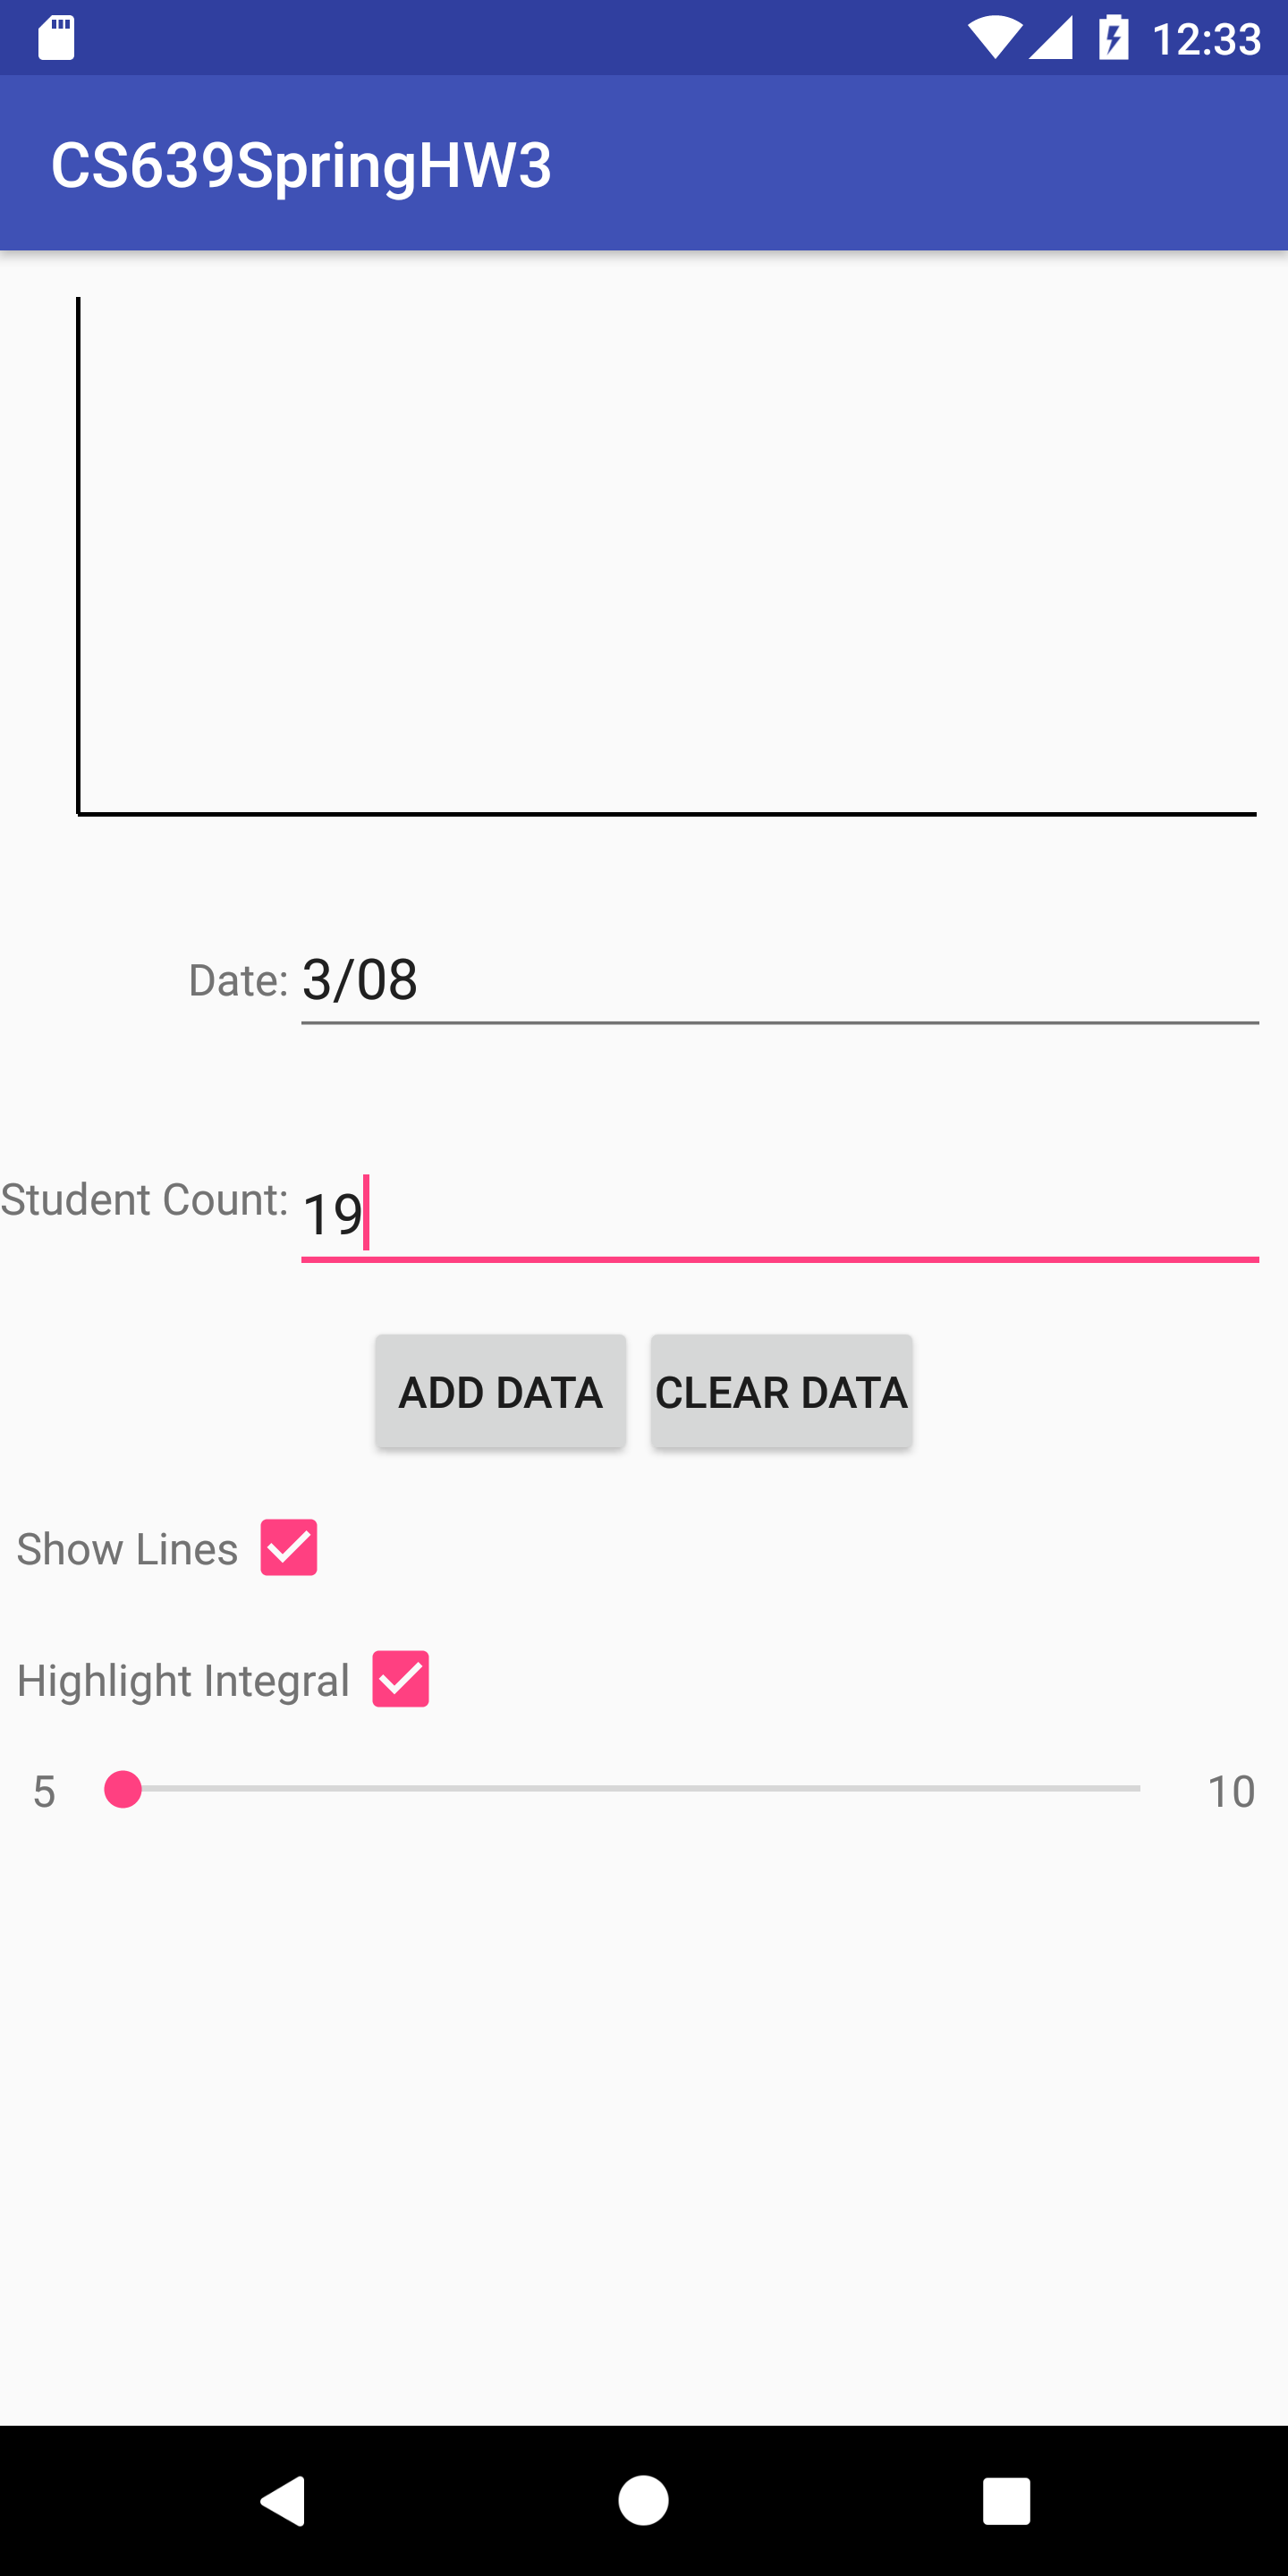 12:33
CS639SpringHW3
Date: 3/08
Student Count: 19
ADD DATA CLEAR DATA
Show Lines
Highlight Integral
5 10